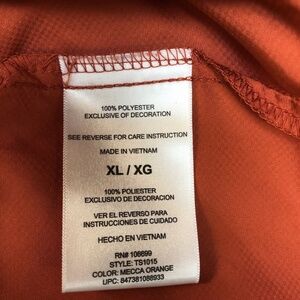 100% POLYESTER
EXCLUSIVE OF DECORATION
SEE REVERSE FOR CARE INSTRUCTION
MADE IN VIETNAM
XL / XG
100% POLIESTER
EXCLUSIVO DE DECORACION
VER EL REVERSO PARA
INSTRUCCIONES DE CUIDADO
HECHO EN VIETNAM
RN# 108699
STYLE: TS1015
COLOR: MECCA ORANGE
UPC: 847381088933